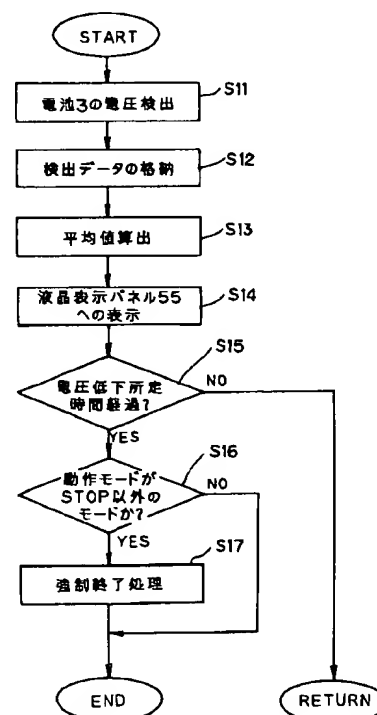 START
電池3の電圧検出
S11
検出データの格納
S12
平均値算出
S13
液晶表示パネル55
への表示
S14
電圧低下所定
時間経過?
S15
NO
YES
動作モードが
STOP以外の
モードか?
S16
NO
YES
強制終了処理
S17
END
RETURN